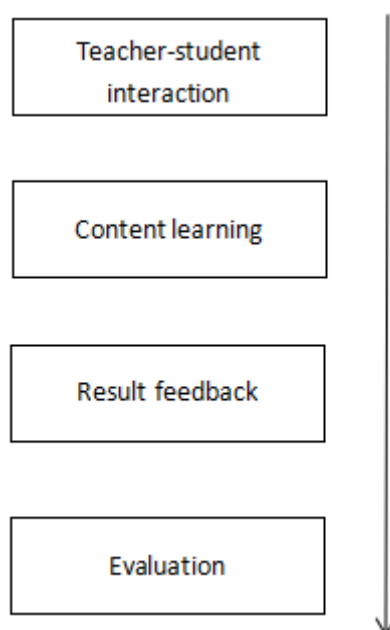 Teacher-student
interaction
Content learning
Result feedback
Evaluation